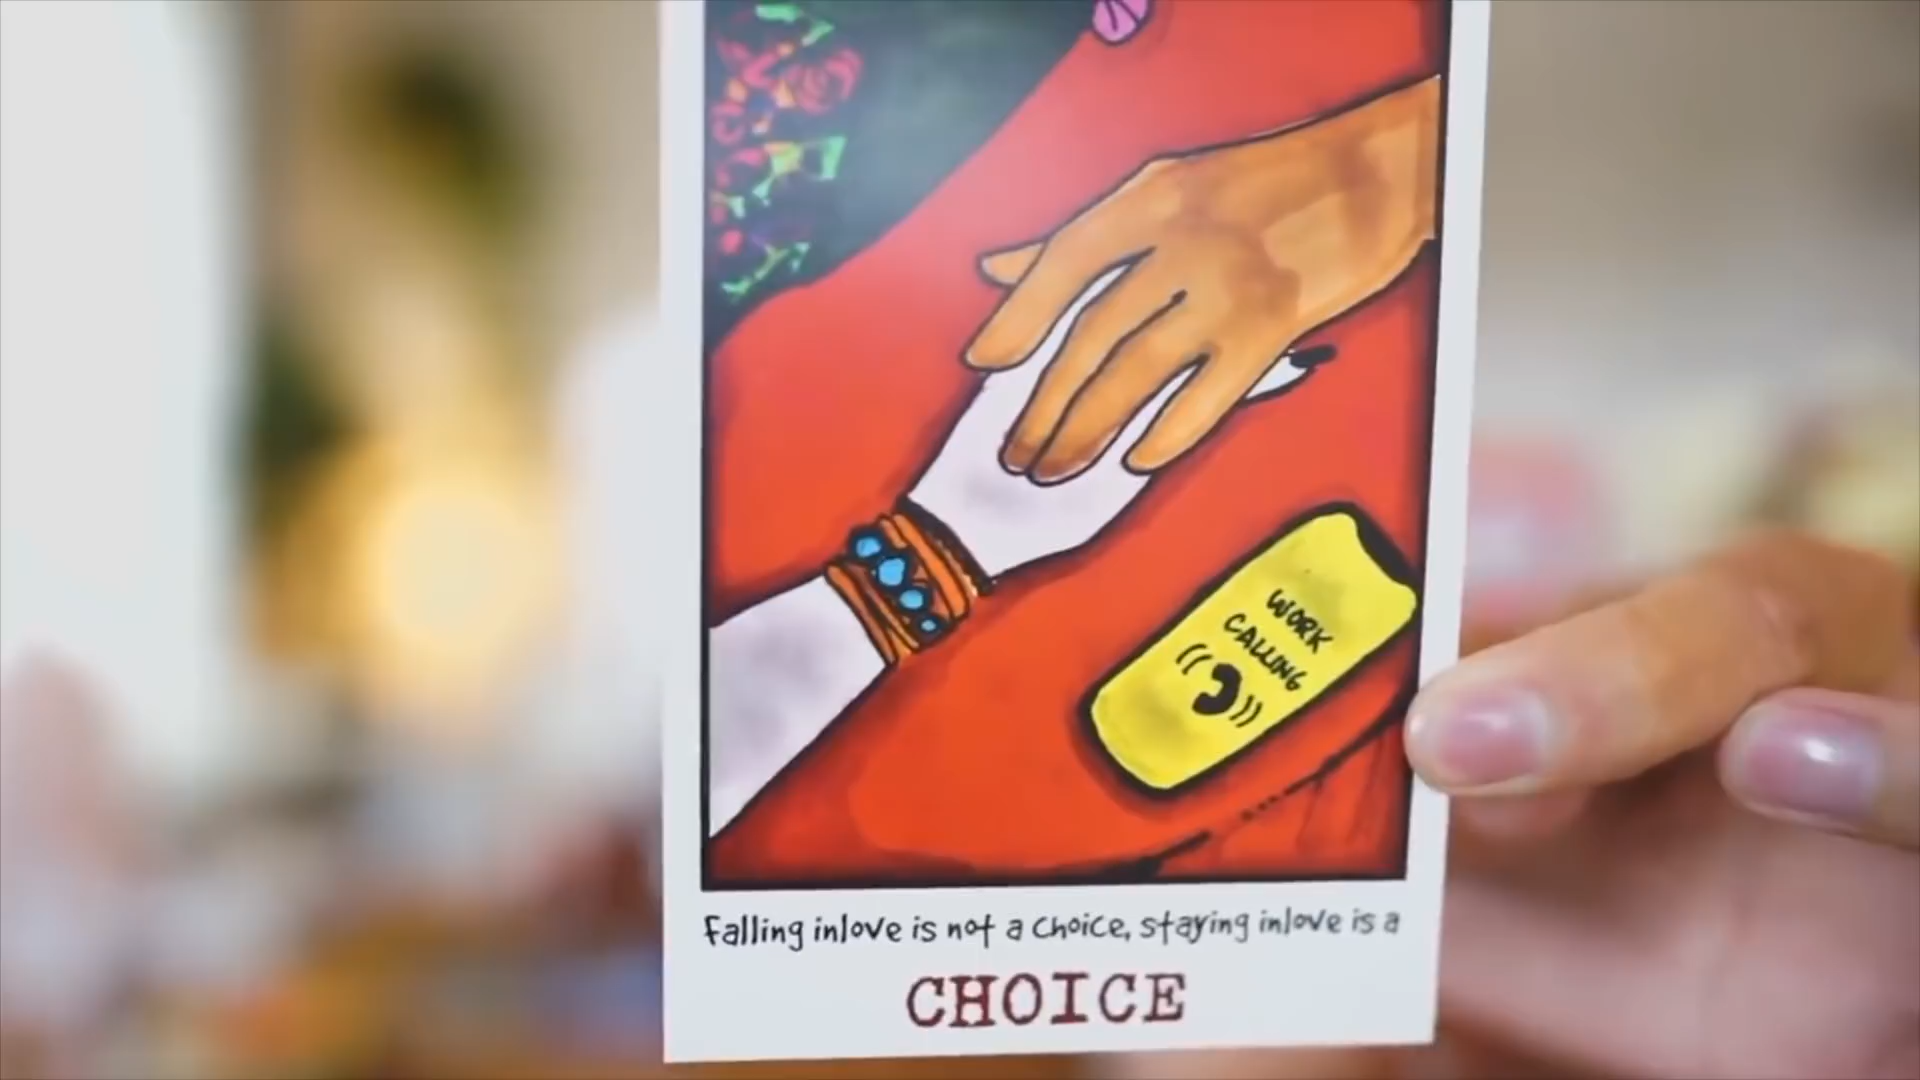 WORK
CALLING
Falling inlove is not a choice, staying inlove is a
CHOICE